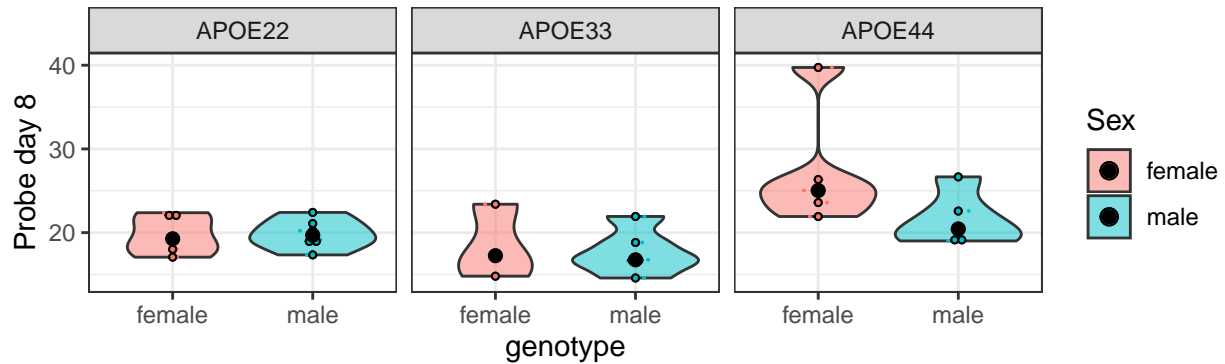 APOE22 APOE33 APOE44
40
30
20
Probe day 8
female male female male female male
genotype
Sex
female
male